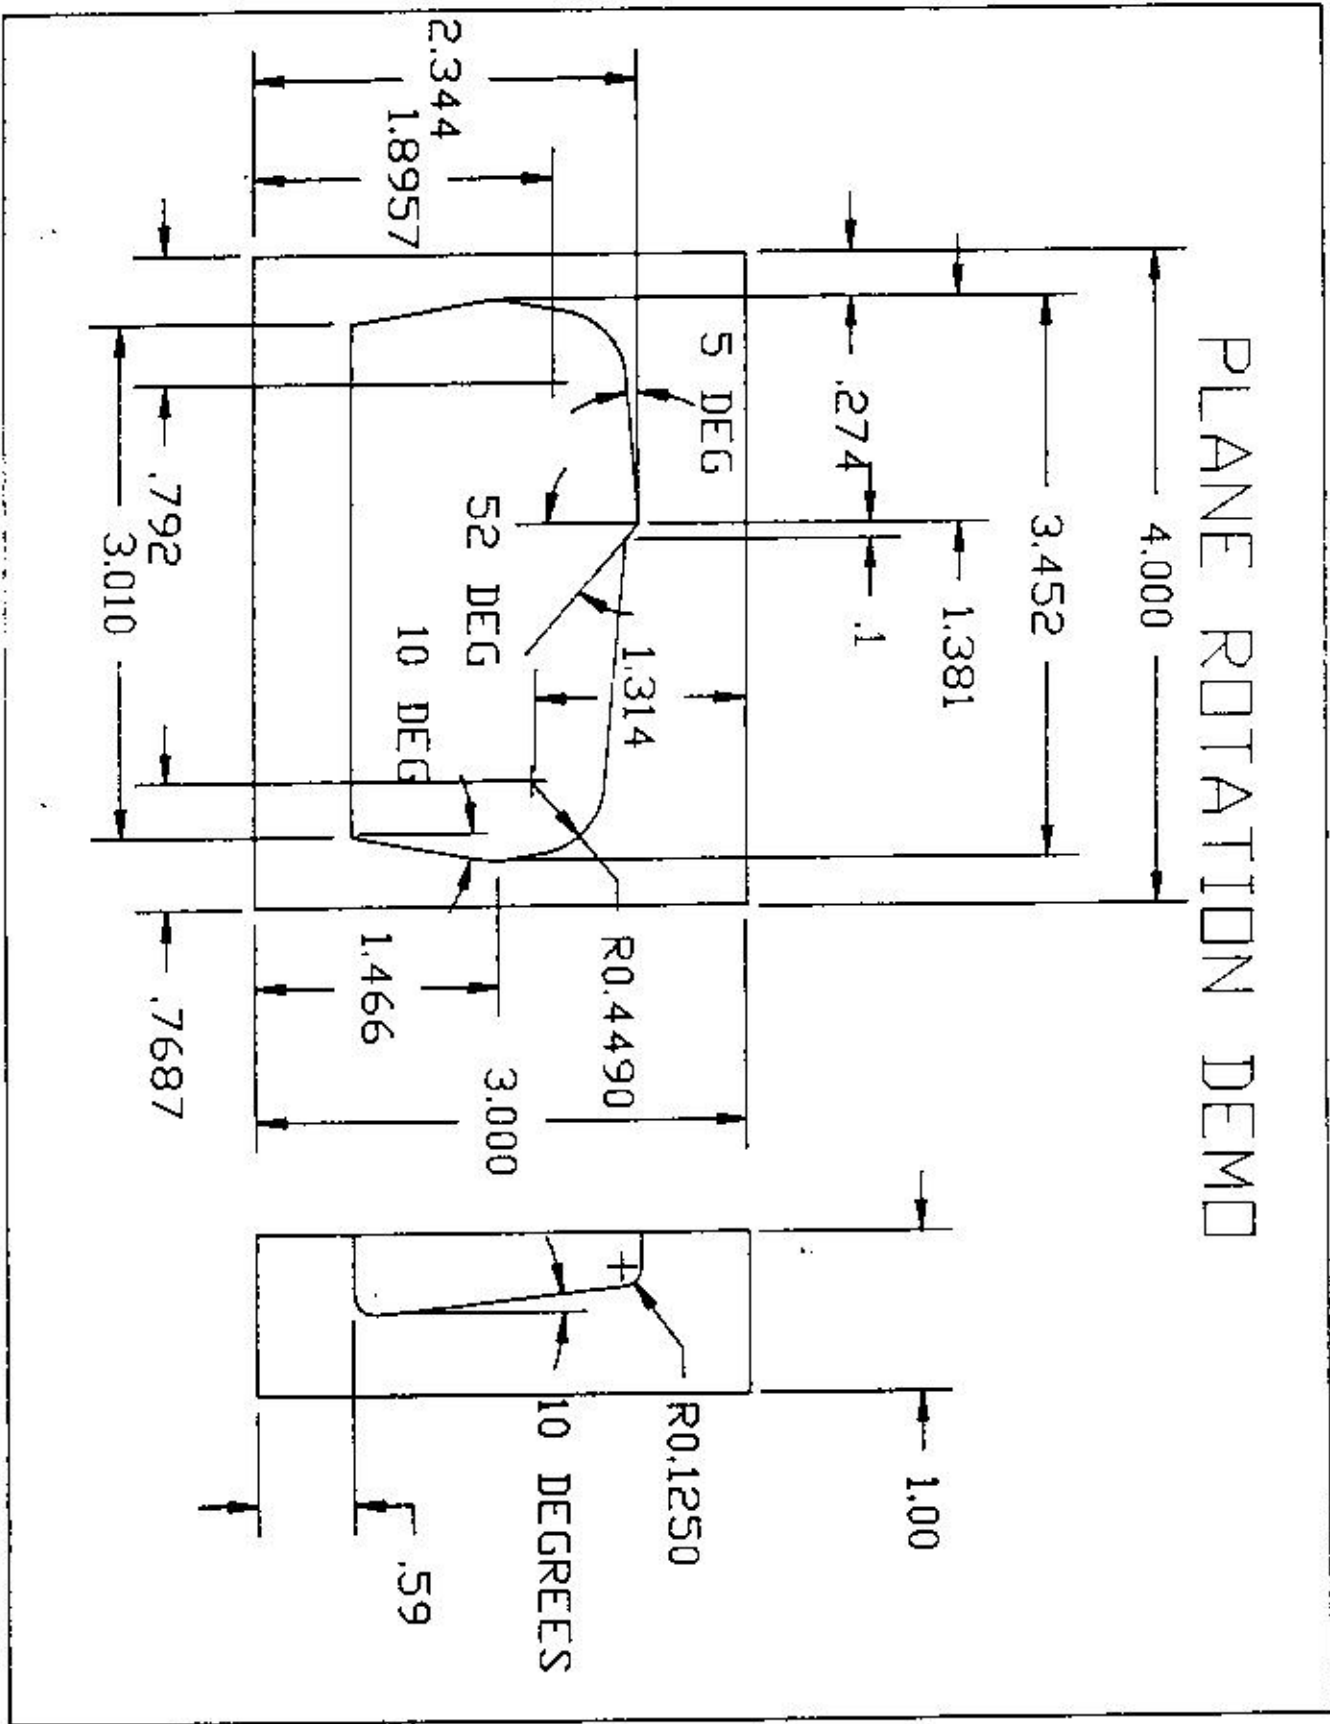 PLANE ROTATION DEMO
4.000
3.452
1.381
.274
.1
5 DEG
2.344
1.8957
52 DEG
1.314
10 DEG
R0.4490
1.466
3.000
.792
.7687
3.010
1.00
R0.1250
10 DEGREES
.59